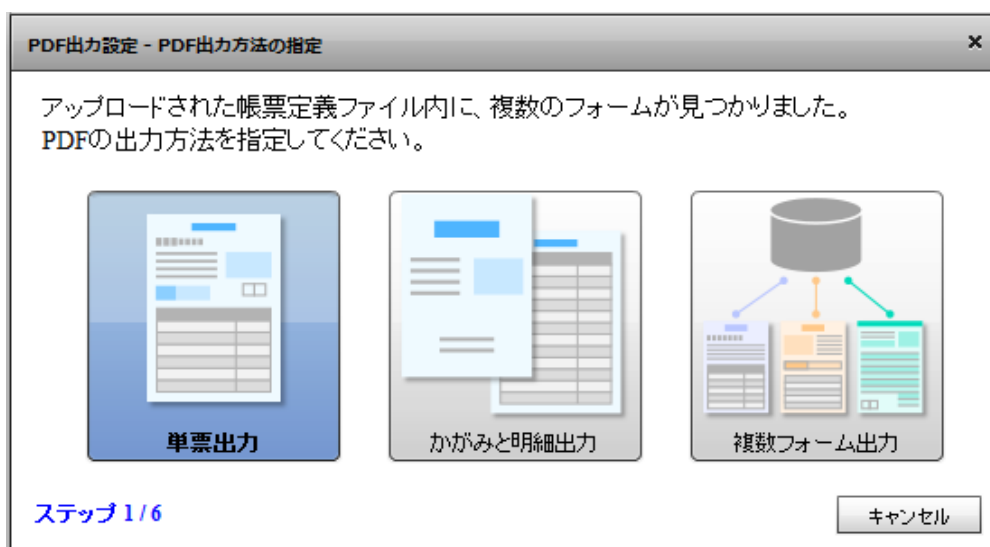 PDF出力設定 - PDF出力方法の指定
×
アップロードされた帳票定義ファイル内に、複数のフォームが見つかりました。
PDFの出力方法を指定してください。
単票出力
かがみと明細出力
複数フォーム出力
ステップ 1 / 6
キャンセル